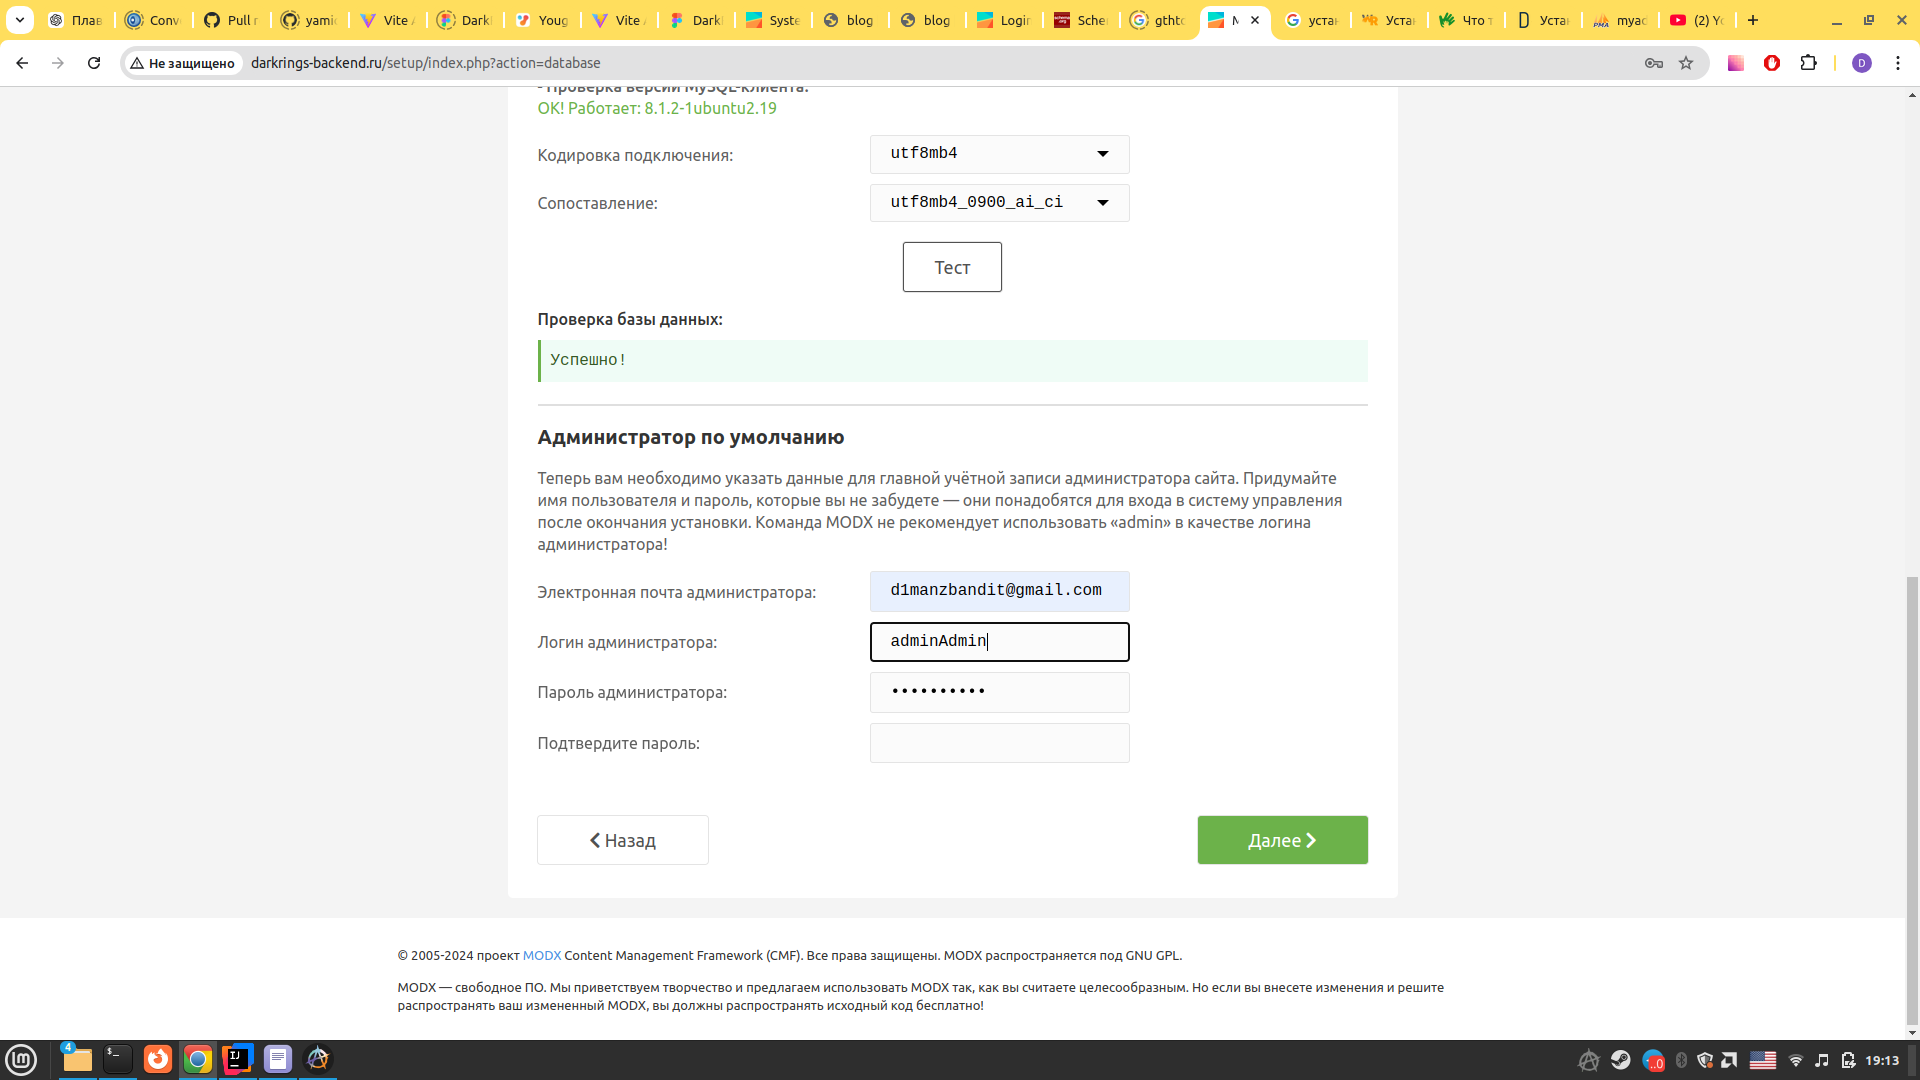 Плав
Conv
Pull r
yamic
Vite
Darkl
Youg
Vite
Darkl
Syste
blog
blog
Login
Schem
gthto
устан
Устан
Что т
Устан
myad
(2) Yo
Не защищено
darkrings-backend.ru/setup/index.php?action=database
D
- Проверка версии MySQL-клиента:
OK! Работает: 8.1.2-1ubuntu2.19
Кодировка подключения:
utf8mb4
Сопоставление:
utf8mb4_0900_ai_ci
Тест
Проверка базы данных:
Успешно!
Администратор по умолчанию
Теперь вам необходимо указать данные для главной учётной записи администратора сайта. Придумайте
имя пользователя и пароль, которые вы не забудете — они понадобятся для входа в систему управления
после окончания установки. Команда MODX не рекомендует использовать «admin» в качестве логина
администратора!
Электронная почта администратора:
d1manzbandit@gmail.com
Логин администратора:
adminAdmin
Пароль администратора:
••••••••••
Подтвердите пароль:
Назад
Далее
© 2005-2024 проект MODX Content Management Framework (CMF). Все права защищены. MODX распространяется под GNU GPL.
MODX — свободное ПО. Мы приветствуем творчество и предлагаем использовать MODX так, как вы считаете целесообразным. Но если вы внесете изменения и решите
распространять ваш измененный MODX, вы должны распространять исходный код бесплатно!
4
19:13